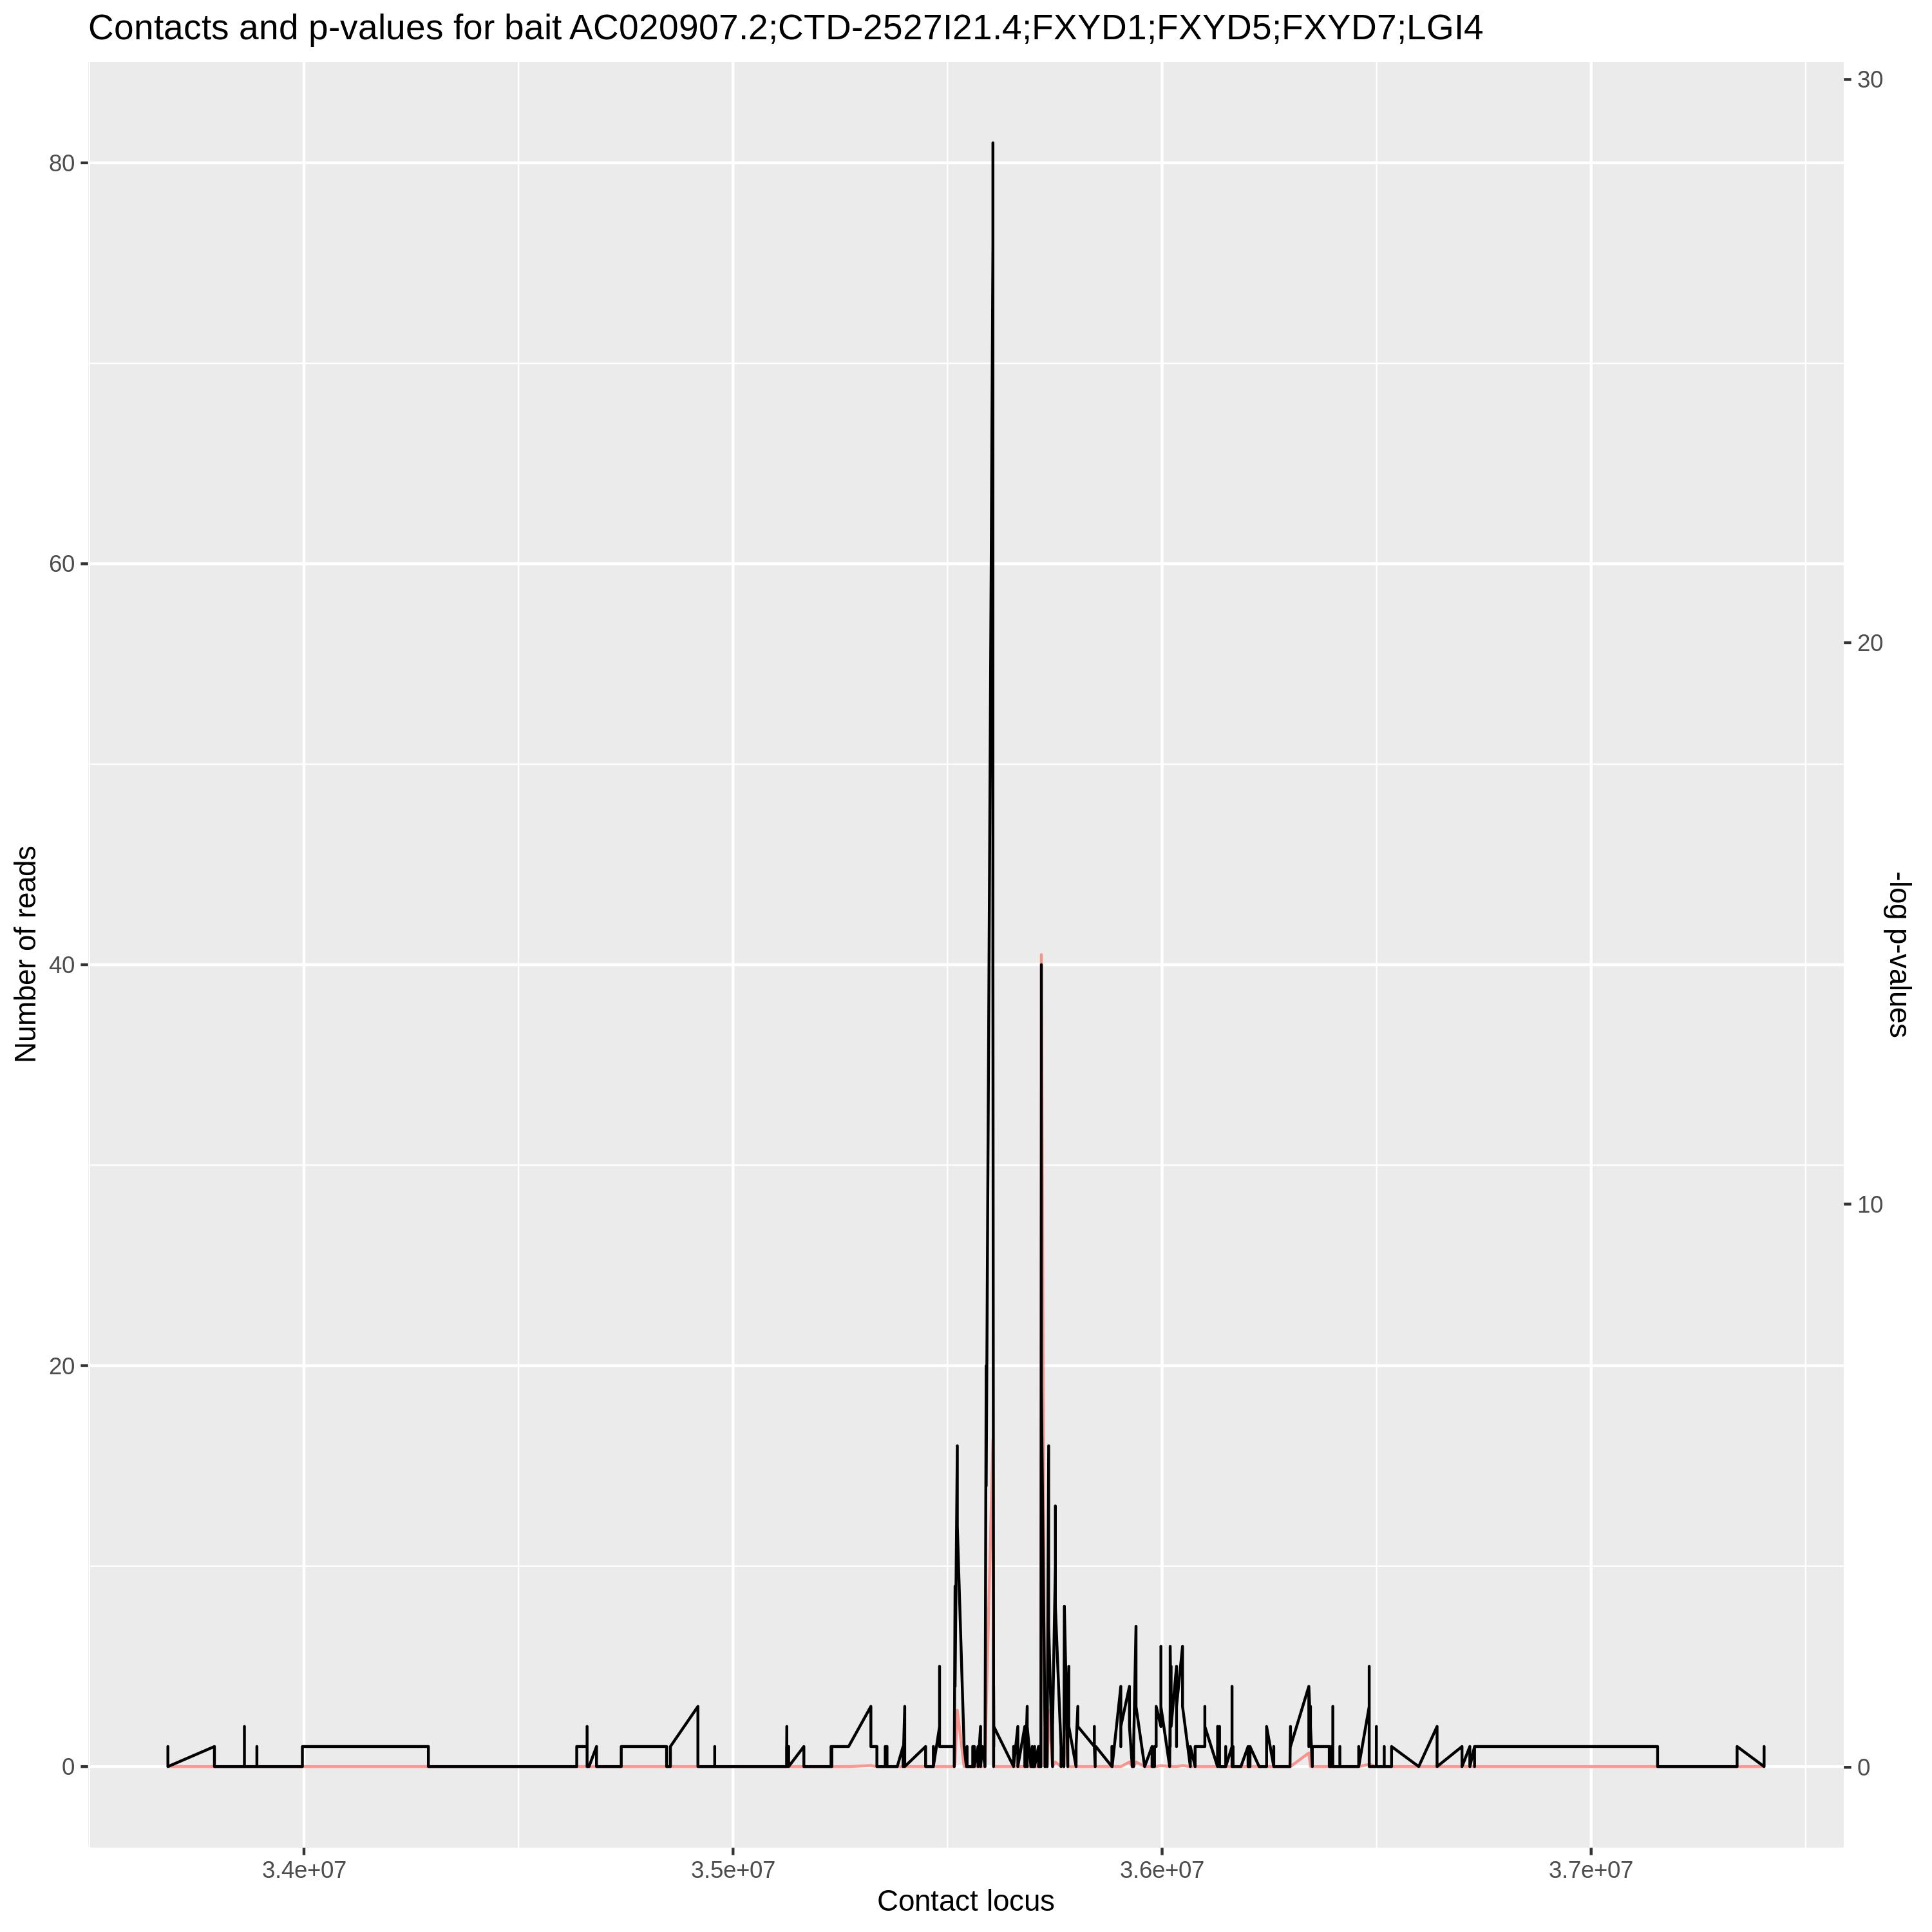 Contacts and p-values for bait AC020907.2;CTD-2527I21.4;FXYD1;FXYD5;FXYD7;LGI4
80
60
40
20
0
Number of reads
30
20
10
0
-log p-values
3.4e+07
3.5e+07
3.6e+07
3.7e+07
Contact locus